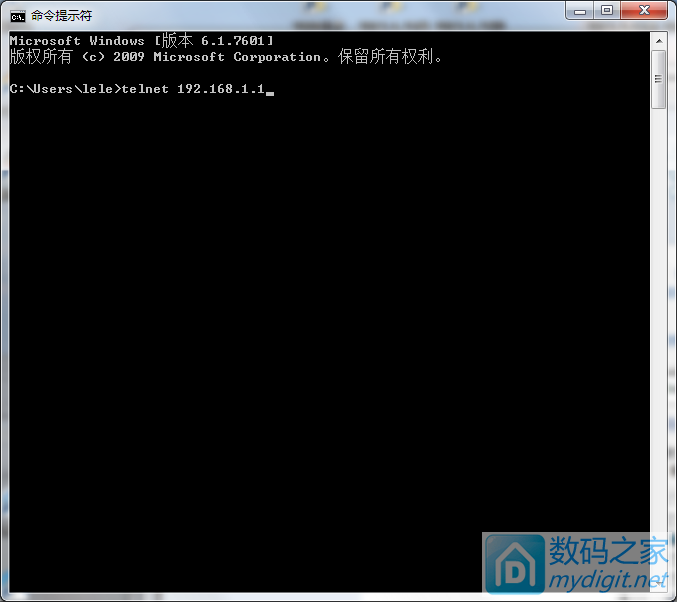 命令提示符
Microsoft Windows [版本 6.1.7601]
版权所有 (c) 2009 Microsoft Corporation。保留所有权利。
C:\Users\lele>telnet 192.168.1.1
数码之家
mydigit.net